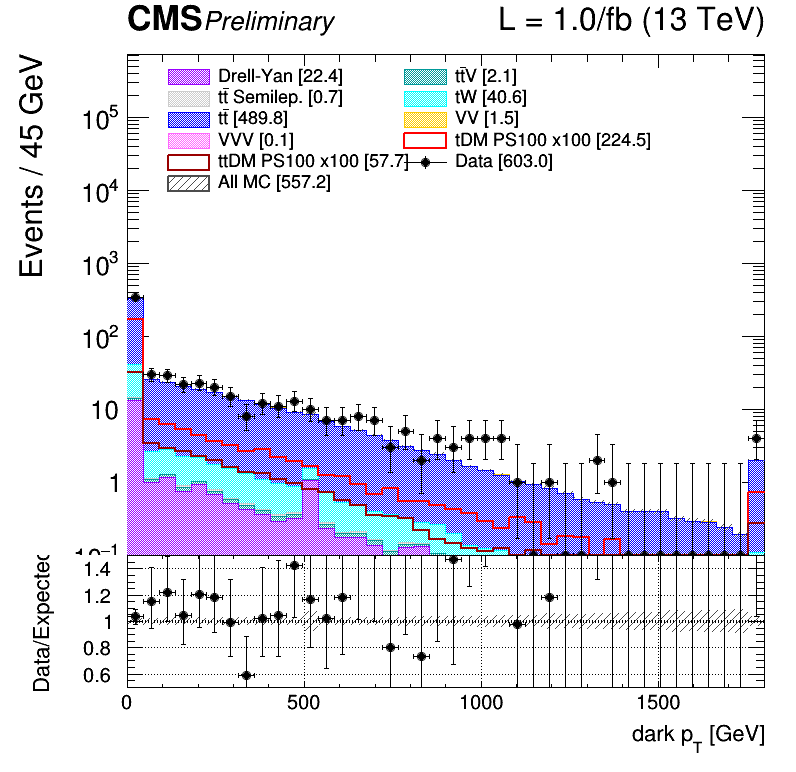 CMS Preliminary L = 1.0/fb (13 TeV)
Drell-Yan [22.4] tt̄V [2.1]
tt̄ Semilep. [0.7] tW [40.6]
tt̄ [489.8] VV [1.5]
VVV [0.1] tDM PS100 x100 [224.5]
ttDM PS100 x100 [57.7] Data [603.0]
All MC [557.2]
Events / 45 GeV
10⁵
10⁴
10³
10²
10
1
10⁻¹
Data/Expected
1.4
1.2
1
0.8
0.6
0 500 1000 1500
dark p_T [GeV]